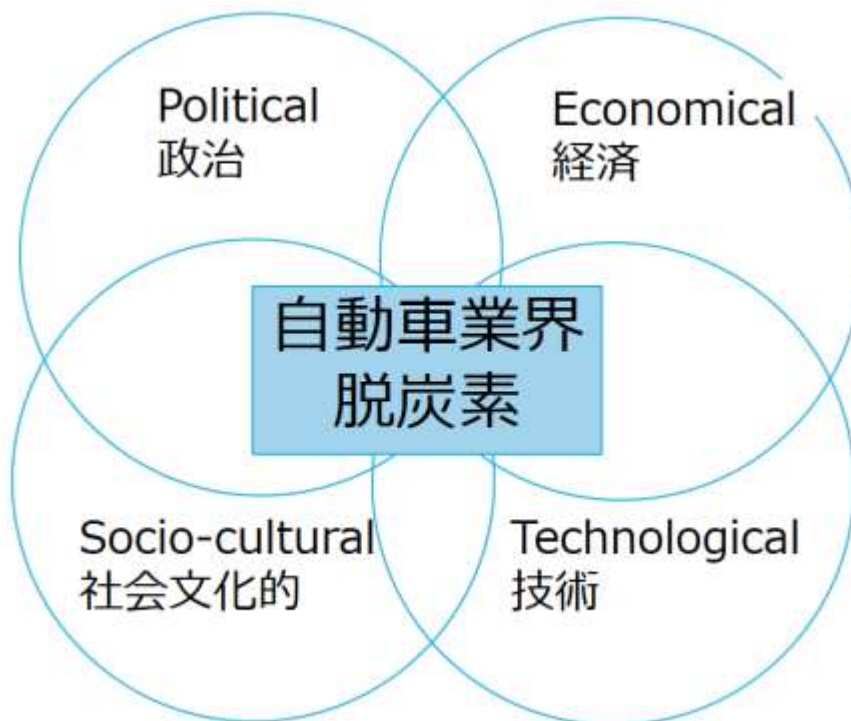 Political
政治
Economical
経済
自動車業界
脱炭素
Socio-cultural
社会文化的
Technological
技術